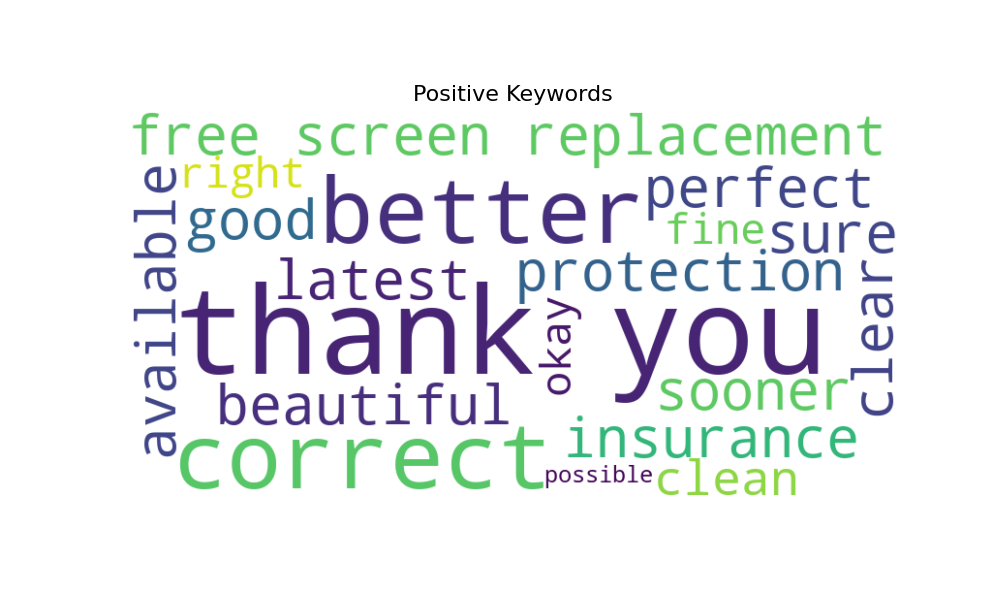 Positive Keywords
free screen replacement
right
available
good
better
perfect
fine
sure
latest
protection
thank you
okay
clear
beautiful
sooner
correct
insurance
possible
clean